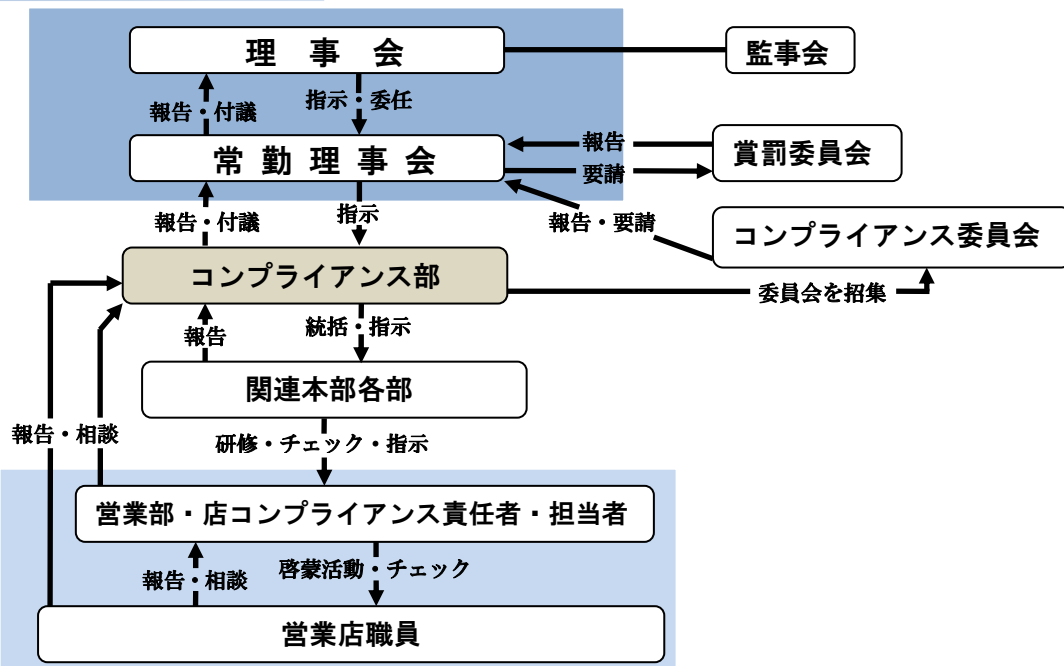 理事会
監事会
報告・付議
指示・委任
常勤理事会
報告
要請
賞罰委員会
報告・付議
指示
報告・要請
コンプライアンス委員会
コンプライアンス部
委員会を招集
報告
統括・指示
関連本部各部
報告・相談
研修・チェック・指示
営業部・店コンプライアンス責任者・担当者
報告・相談
啓蒙活動・チェック
営業店職員